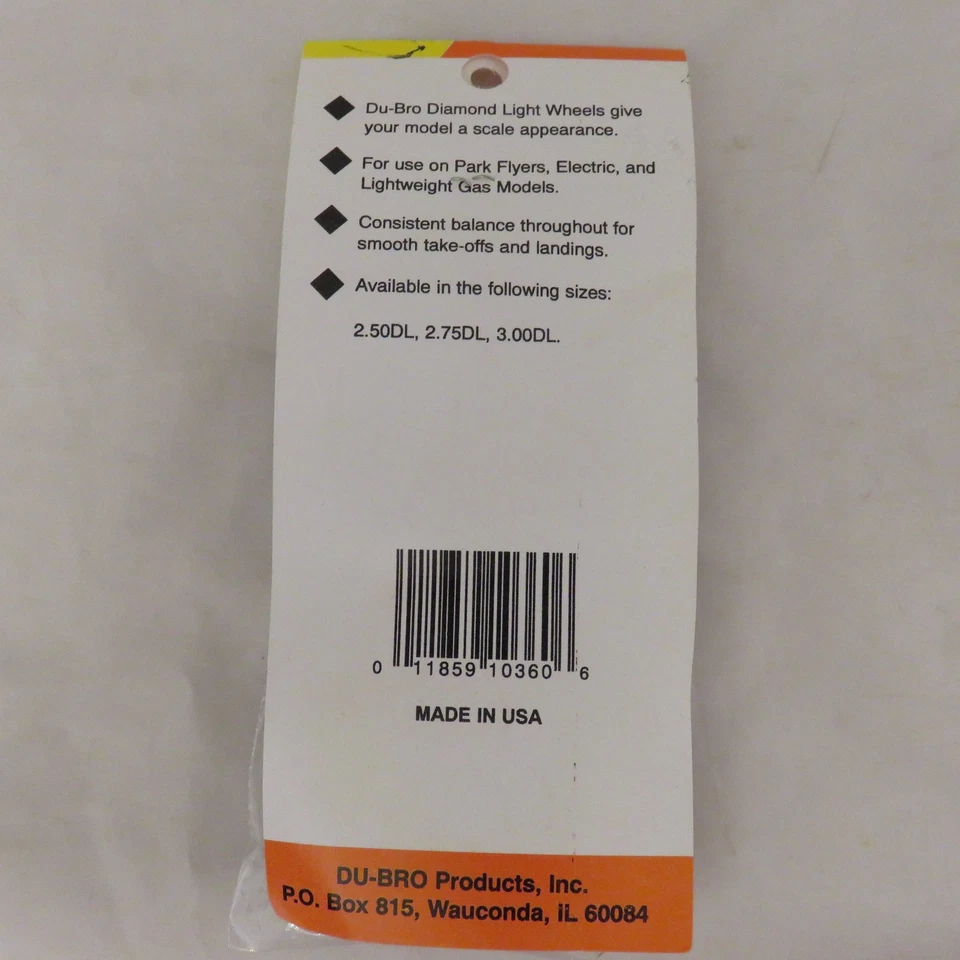 Du-Bro Diamond Light Wheels give
your model a scale appearance.
For use on Park Flyers, Electric, and
Lightweight Gas Models.
Consistent balance throughout for
smooth take-offs and landings.
Available in the following sizes:
2.50DL, 2.75DL, 3.00DL.
0 11859 10360 6
MADE IN USA
DU-BRO Products, Inc.
P.O. Box 815, Wauconda, IL 60084